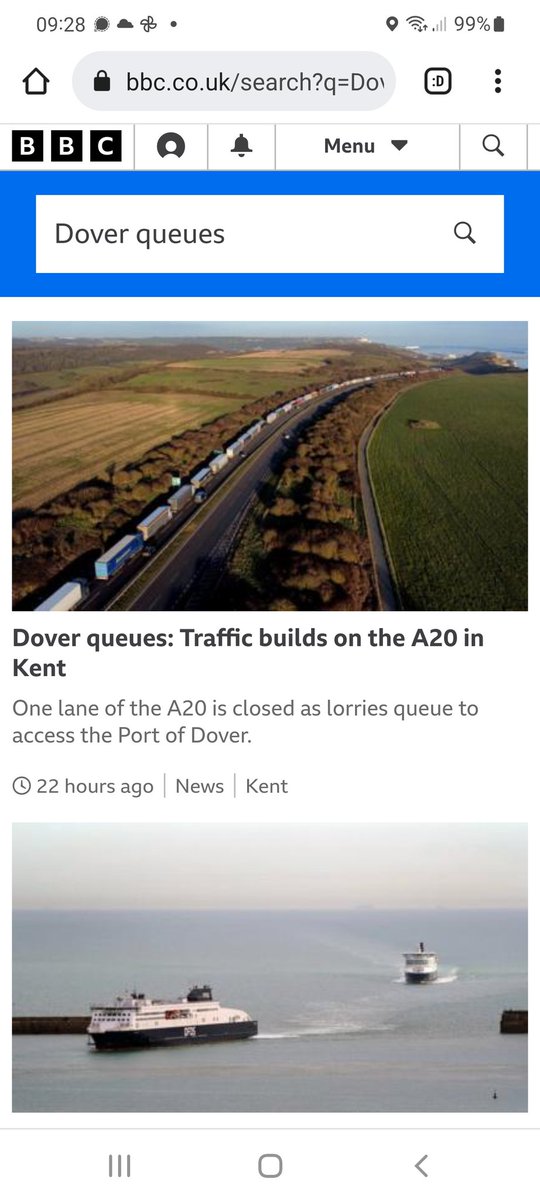 09:28
99%
bbc.co.uk/search?q=Dov
:D
BBC
Menu
Dover queues
Dover queues: Traffic builds on the A20 in
Kent
One lane of the A20 is closed as lorries queue to
access the Port of Dover.
22 hours ago
News
Kent
DFDS